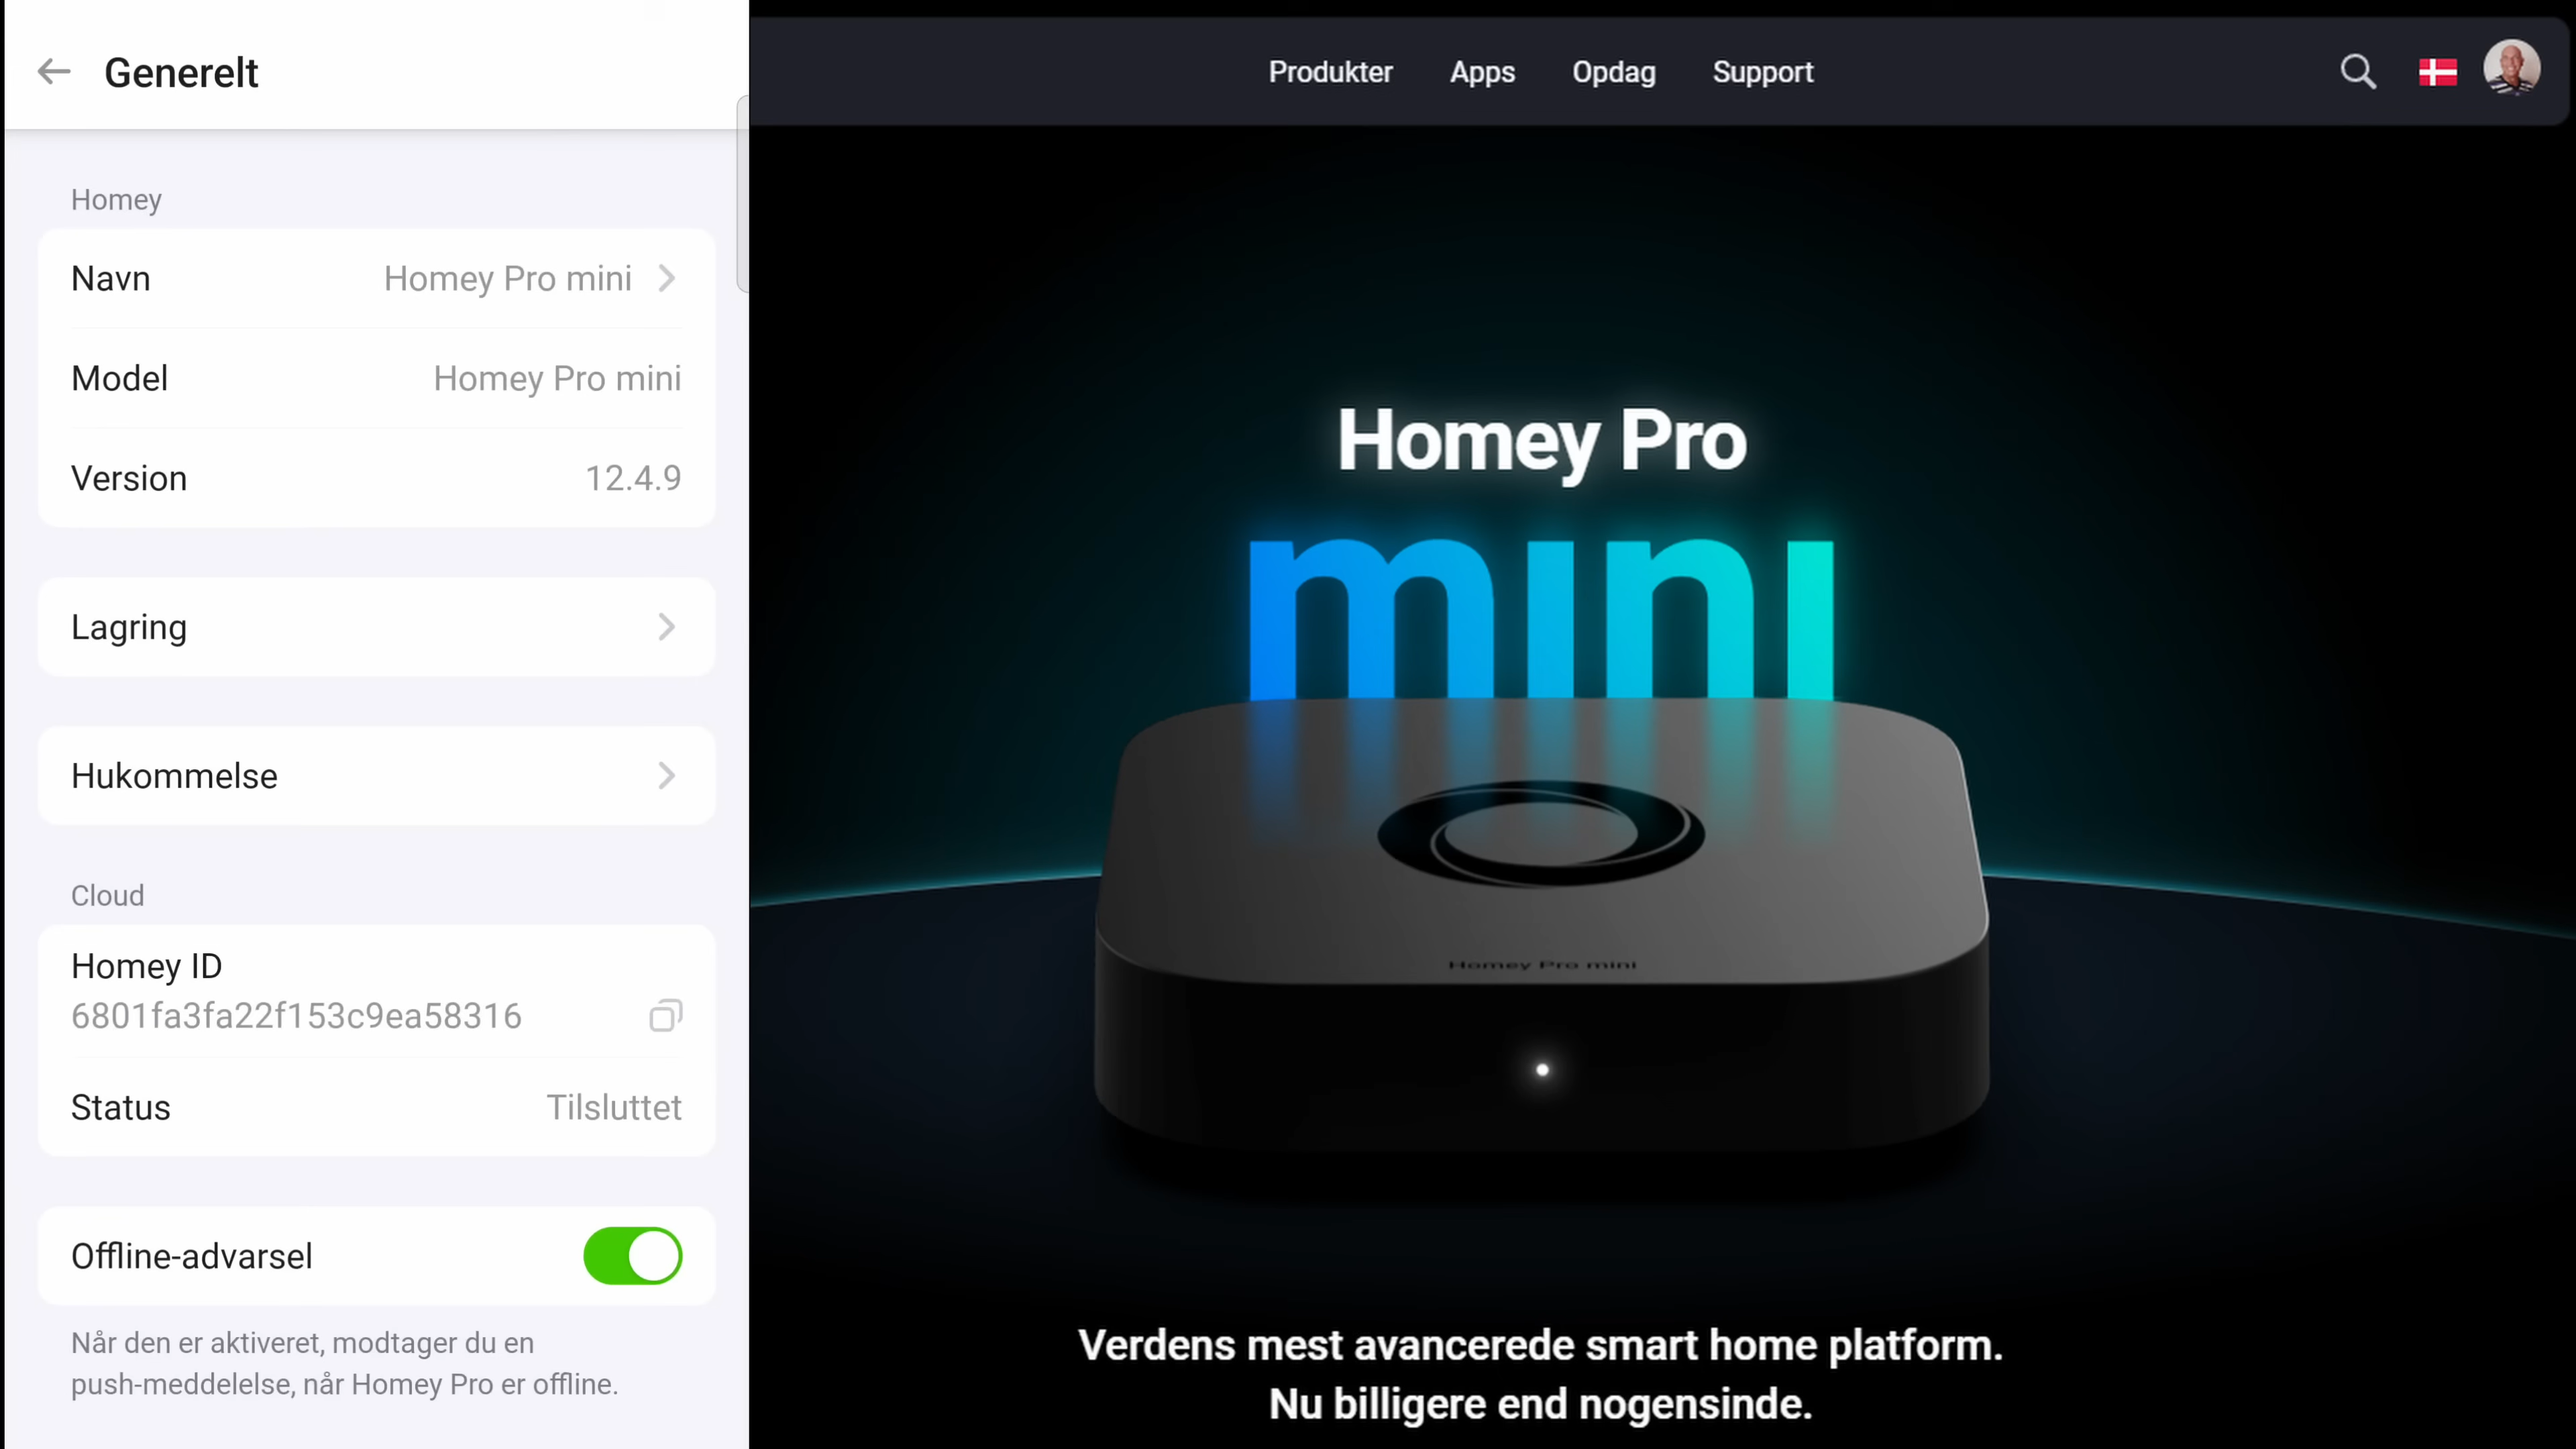 Generelt
Homey
Navn Homey Pro mini
Model Homey Pro mini
Version 12.4.9
Lagring
Hukommelse
Cloud
Homey ID
6801fa3fa22f153c9ea58316
Status Tilsluttet
Offline-advarsel
Når den er aktiveret, modtager du en
push-meddelelse, når Homey Pro er offline.
Produkter Apps Opdag Support
Homey Pro
mini
Homey Pro mini
Verdens mest avancerede smart home platform.
Nu billigere end nogensinde.